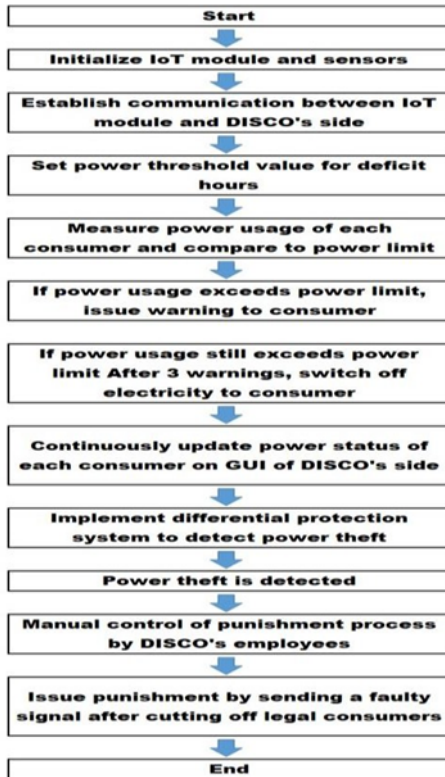 Start
Initialize IoT module and sensors
Establish communication between IoT
module and DISCO's side
Set power threshold value for deficit
hours
Measure power usage of each
consumer and compare to power limit
If power usage exceeds power limit,
issue warning to consumer
If power usage still exceeds power
limit After 3 warnings, switch off
electricity to consumer
Continuously update power status of
each consumer on GUI of DISCO's side
Implement differential protection
system to detect power theft
Power theft is detected
Manual control of punishment process
by DISCO's employees
Issue punishment by sending a faulty
signal after cutting off legal consumers
End